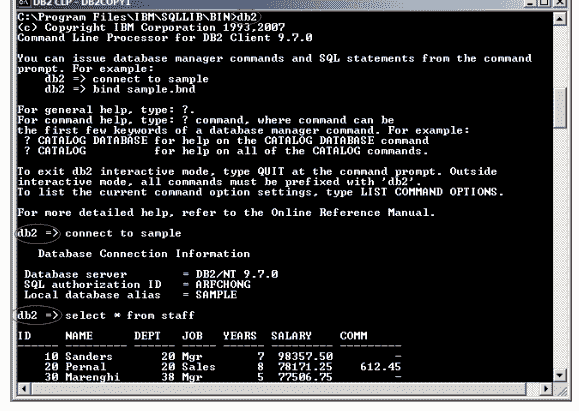 DB2 CLP - DB2COPY1
C:\Program Files\IBM\SQLLIB\BIN>db2
(c) Copyright IBM Corporation 1993,2007
Command Line Processor for DB2 Client 9.7.0
You can issue database manager commands and SQL statements from the command
prompt. For example:
db2 => connect to sample
db2 => bind sample.bnd
For general help, type: ?.
For command help, type: ? command, where command can be
the first few keywords of a database manager command. For example:
? CATALOG DATABASE for help on the CATALOG DATABASE command
? CATALOG for help on all of the CATALOG commands.
To exit db2 interactive mode, type QUIT at the command prompt. Outside
interactive mode, all commands must be prefixed with 'db2'.
To list the current command option settings, type LIST COMMAND OPTIONS.
For more detailed help, refer to the Online Reference Manual.
db2 => connect to sample
Database Connection Information
Database server = DB2/NT 9.7.0
SQL authorization ID = ARFCHONG
Local database alias = SAMPLE
db2 => select * from staff
ID NAME DEPT JOB YEARS SALARY COMM
------ --------- ------ ----- ------ --------- ---------
10 Sanders 20 Mgr 7 98357.50 -
20 Pernal 20 Sales 8 78171.25 612.45
30 Marenghi 38 Mgr 5 77506.75 -